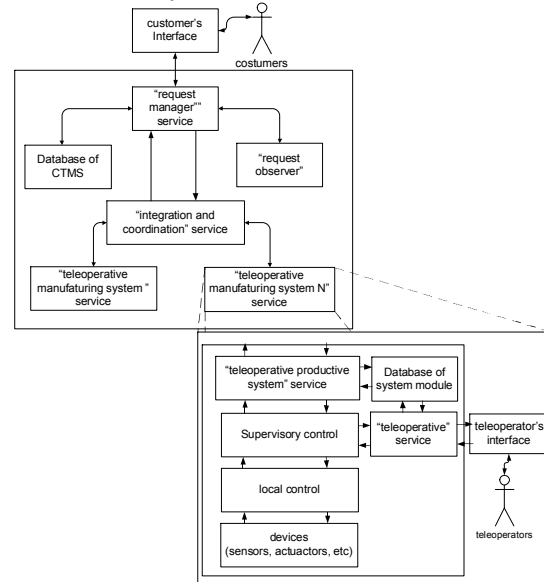 customer's
Interface
costumers
"request
manager""
service
Database of
CTMS
"request
observer"
"integration and
coordination" service
"teleoperative
manufaturing system "
service
"teleoperative
manufaturing system N"
service
"teleoperative productive
system" service
Database of
system module
Supervisory control
"teleoperative"
service
teleoperator's
interface
local control
teleoperators
devices
(sensors, actuactors, etc)